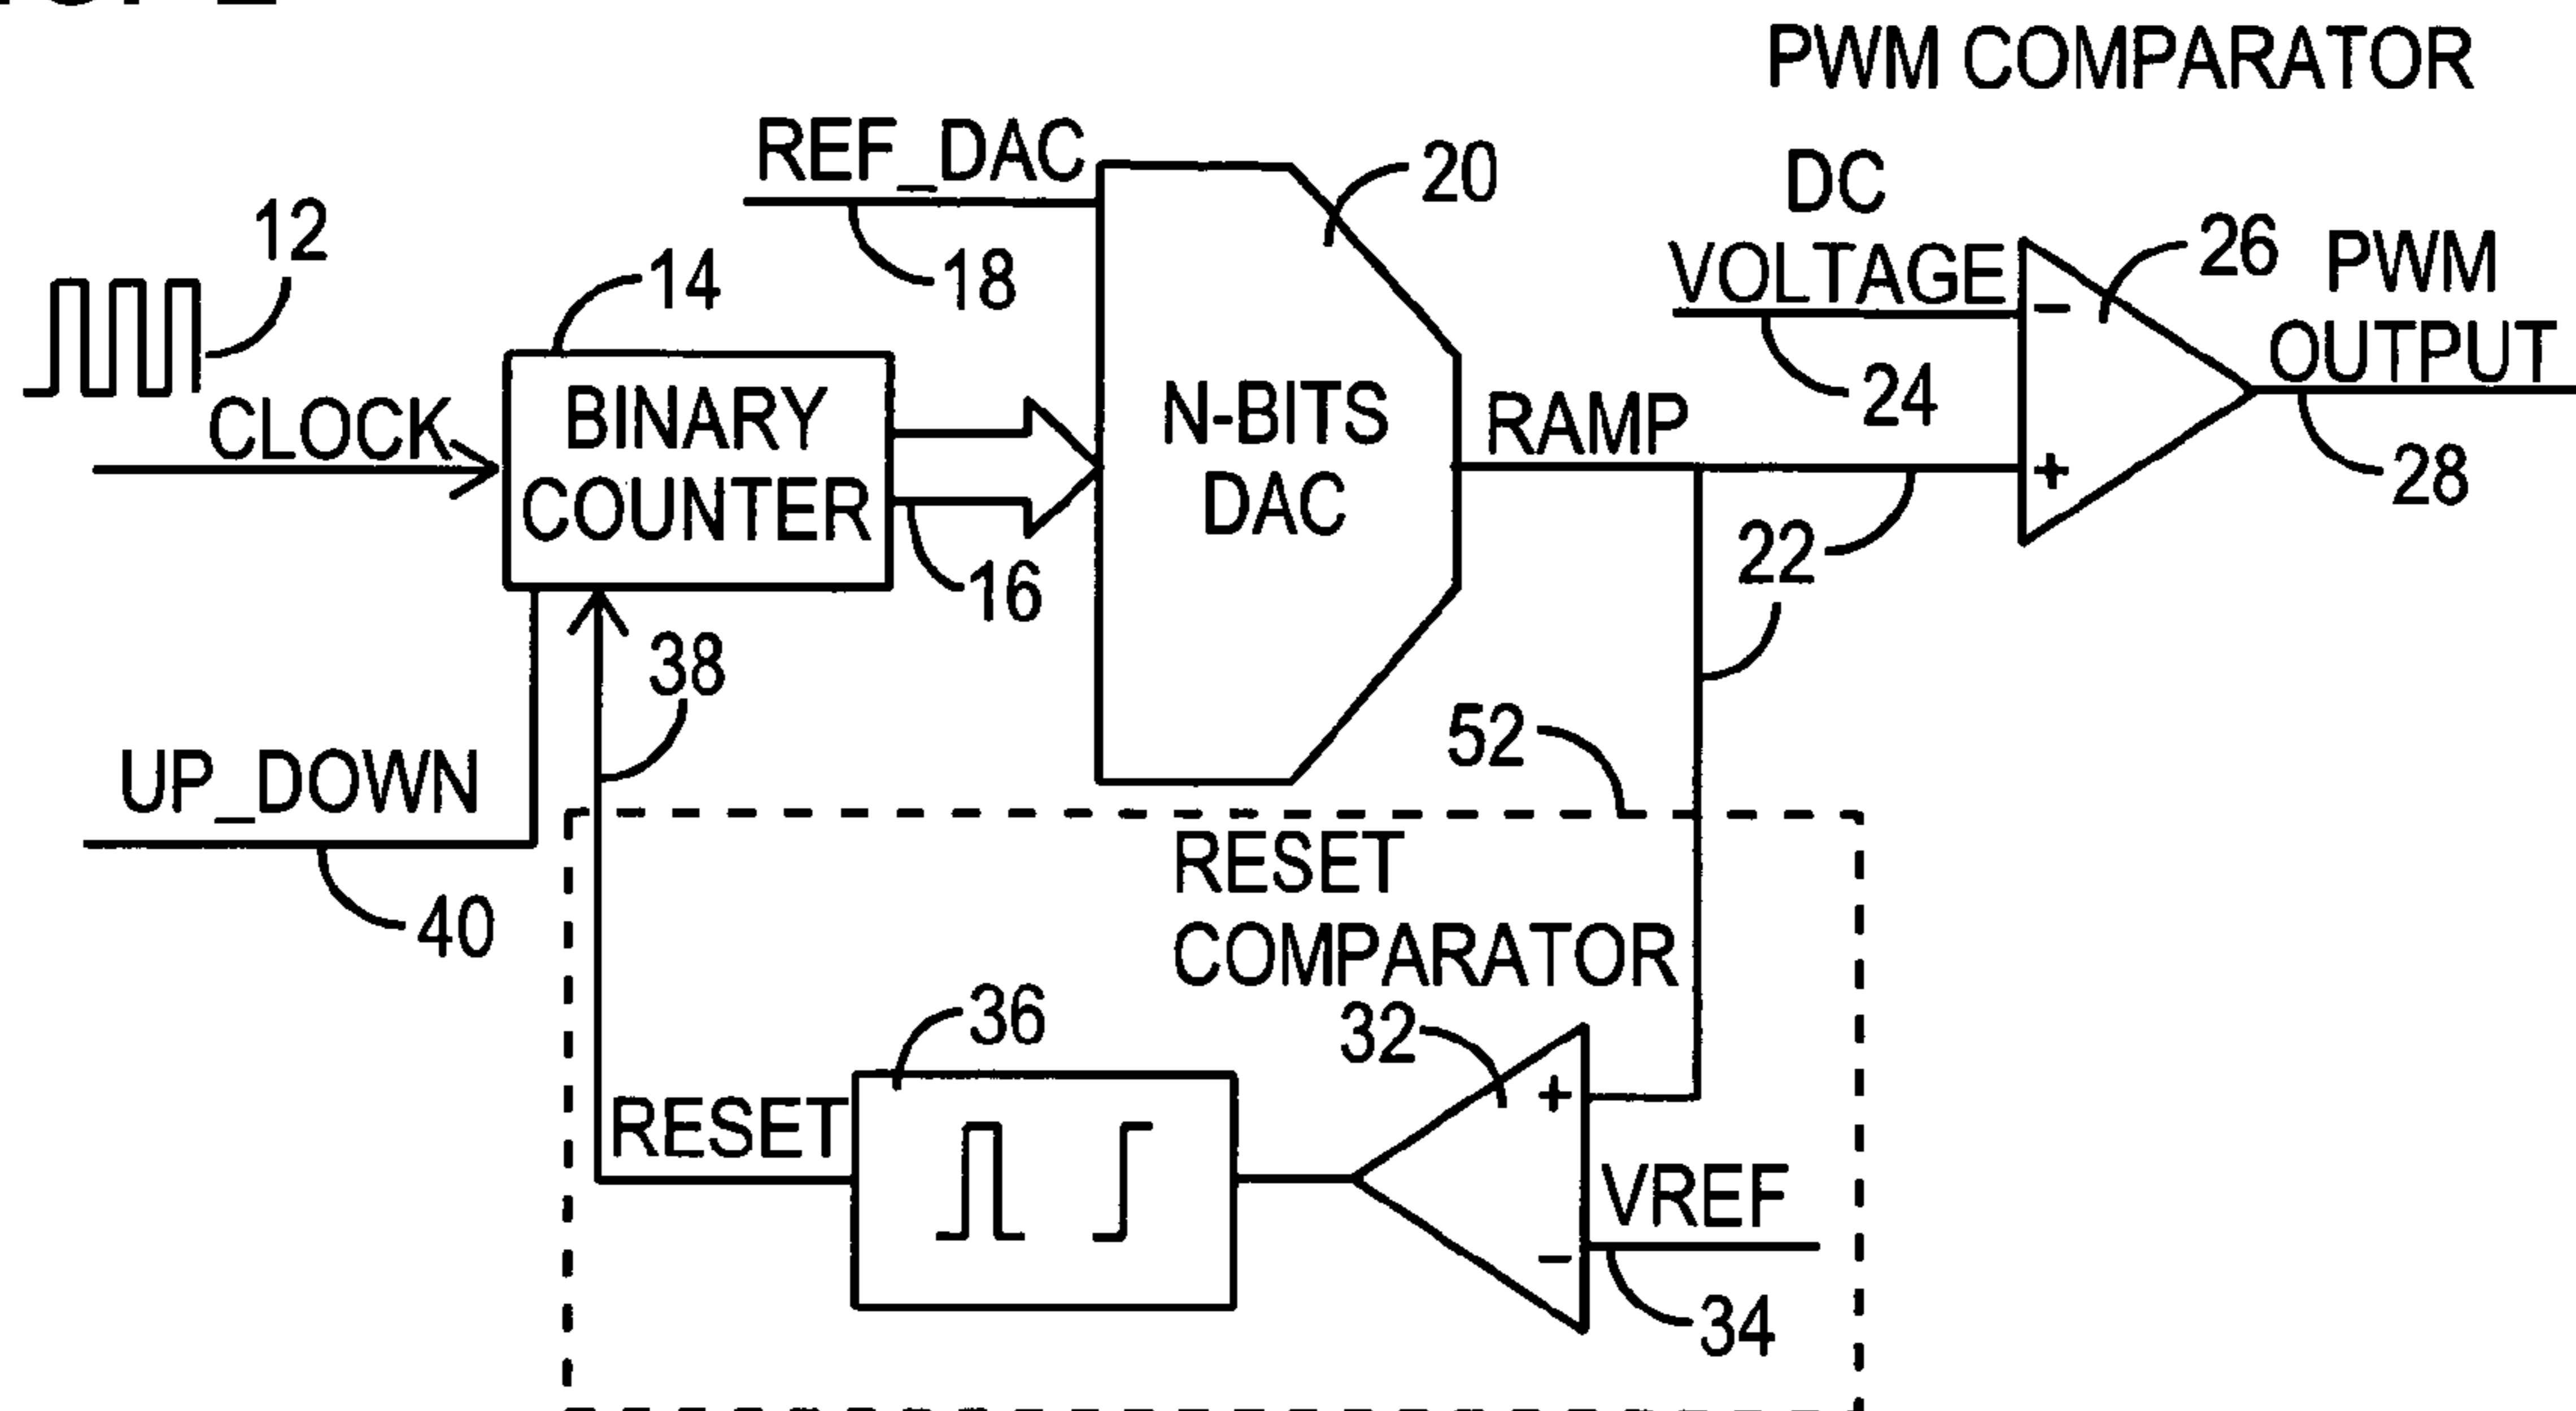 PWM COMPARATOR
REF_DAC
20
DC
VOLTAGE
12
14
18
26
PWM
OUTPUT
24
28
CLOCK
BINARY
COUNTER
N-BITS
DAC
RAMP
−
+
16
22
38
52
UP_DOWN
40
RESET
COMPARATOR
36
32
RESET
+
−
VREF
34